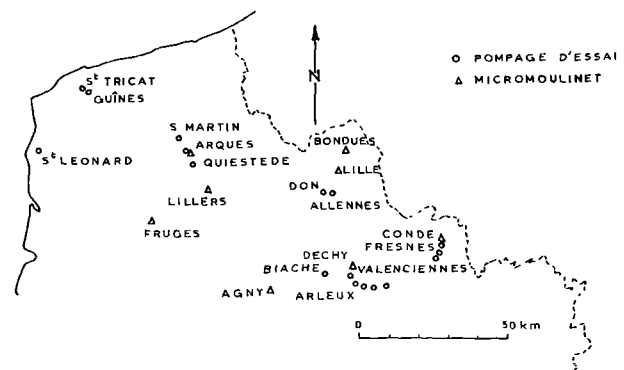 ○ POMPAGE D'ESSAI
△ MICROMOULINET
N
St TRICAT
GUÎNES
S MARTIN
ARQUES
QUIESTEDE
St LEONARD
BONDUES
LILLE
LILLERS
DON
ALLENNES
FRUGES
CONDE
FRESNES
DECHY
BIACHE
VALENCIENNES
AGNY
ARLEUX
0 50 km